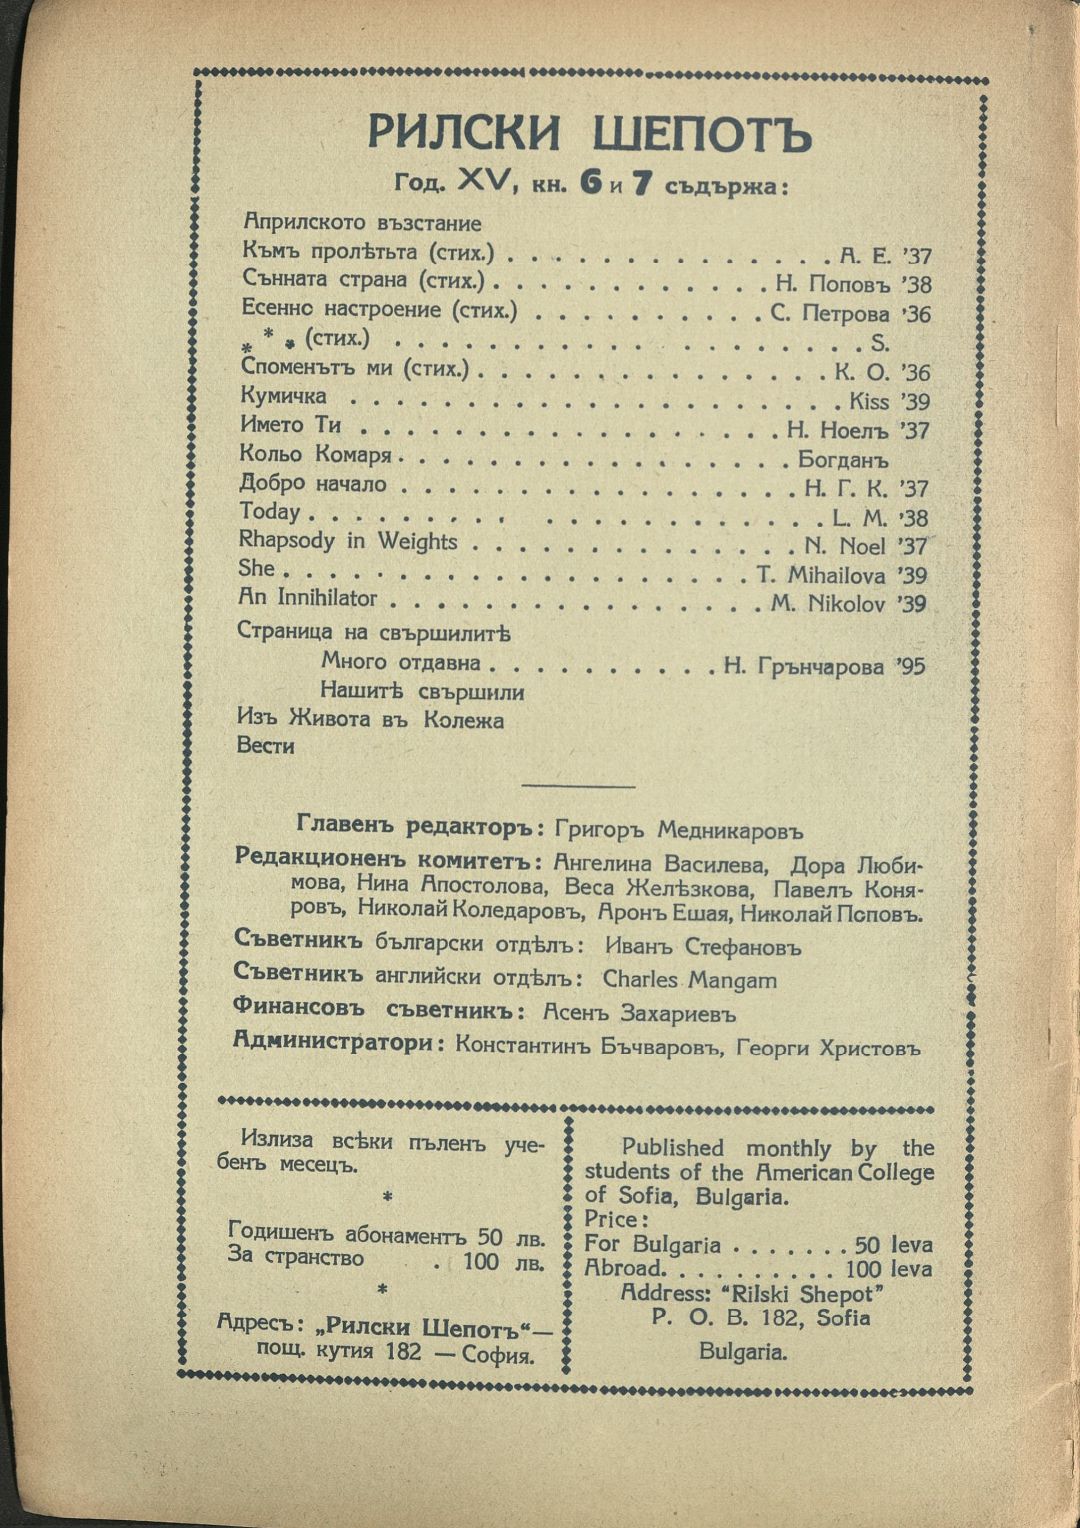 РИЛСКИ ШЕПОТЪ
Год. XV, кн. 6 и 7 съдържа:
Априлското възстание
Къмъ пролѣтьта (стих.) . . . . . . . . . . . . . . А. Е. '37
Сънната страна (стих.) . . . . . . . . . . . . Н. Поповъ '38
Есенно настроение (стих.) . . . . . . . . . . С. Петрова '36
* * * (стих.) . . . . . . . . . . . . . . . . . . . S.
Споменътъ ми (стих.) . . . . . . . . . . . . . . . К. О. '36
Кумичка . . . . . . . . . . . . . . . . . . . . . Kiss '39
Името Ти . . . . . . . . . . . . . . . . . . Н. Ноелъ '37
Кольо Комаря . . . . . . . . . . . . . . . . . Богданъ
Добро начало . . . . . . . . . . . . . . . . . Н. Г. К. '37
Today . . . . . . . . . . . . . . . . . . . . . L. M. '38
Rhapsody in Weights . . . . . . . . . . . . . . N. Noel '37
She . . . . . . . . . . . . . . . . . . . . T. Mihailova '39
An Innihilator . . . . . . . . . . . . . . . . M. Nikolov '39
Страница на свършилитѣ
Много отдавна . . . . . . . . . . Н. Грънчарова '95
Нашитѣ свършили
Изъ Живота въ Колежа
Вести
Главенъ редакторъ: Григоръ Медникаровъ
Редакционенъ комитетъ: Ангелина Василева, Дора Люби-
мова, Нина Апостолова, Веса Желѣзкова, Павелъ Коня-
ровъ, Николай Коледаровъ, Аронъ Ешая, Николай Поповъ.
Съветникъ български отдѣлъ: Иванъ Стефановъ
Съветникъ английски отдѣлъ: Charles Mangam
Финансовъ съветникъ: Асенъ Захариевъ
Администратори: Константинъ Бъчваровъ, Георги Христовъ
Излиза всѣки пъленъ уче-
бенъ месецъ.
*
Годишенъ абонаментъ 50 лв.
За странство . 100 лв.
*
Адресъ: „Рилски Шепотъ“—
пощ. кутия 182 — София.
Published monthly by the
students of the American College
of Sofia, Bulgaria.
Price:
For Bulgaria . . . . . . . 50 leva
Abroad. . . . . . . . . . 100 leva
Address: “Rilski Shepot”
P. O. B. 182, Sofia
Bulgaria.